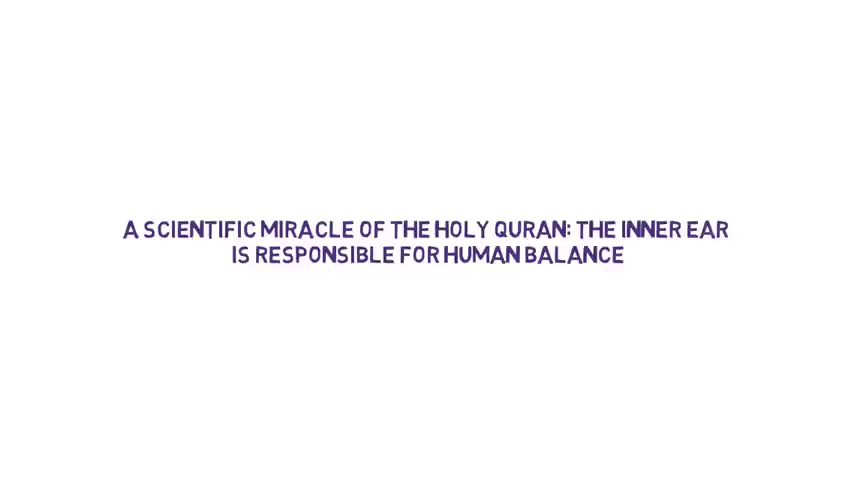 A SCIENTIFIC MIRACLE OF THE HOLY QURAN: THE INNER EAR
IS RESPONSIBLE FOR HUMAN BALANCE